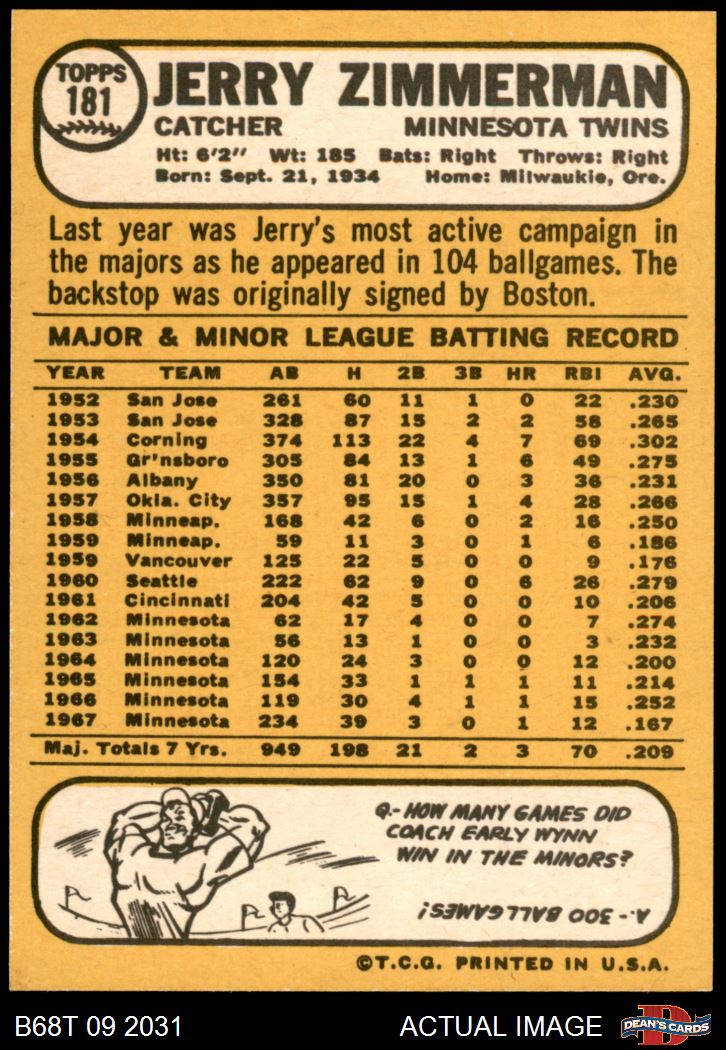 TOPPS
181
JERRY ZIMMERMAN
CATCHER MINNESOTA TWINS
Ht: 6'2" Wt: 185 Bats: Right Throws: Right
Born: Sept. 21, 1934 Home: Milwaukie, Ore.
Last year was Jerry's most active campaign in
the majors as he appeared in 104 ballgames. The
backstop was originally signed by Boston.
MAJOR & MINOR LEAGUE BATTING RECORD
YEAR TEAM AB H 2B 3B HR RBI AVG.
1952 San Jose 261 60 11 1 0 22 .230
1953 San Jose 328 87 15 2 2 58 .265
1954 Corning 374 113 22 4 7 69 .302
1955 Gr'nsboro 305 84 13 1 6 49 .275
1956 Albany 350 81 20 0 3 36 .231
1957 Okla. City 357 95 15 1 4 28 .266
1958 Minneap. 168 42 6 0 2 16 .250
1959 Minneap. 59 11 3 0 1 6 .186
1959 Vancouver 125 22 5 0 0 9 .176
1960 Seattle 222 62 9 0 6 26 .279
1961 Cincinnati 204 42 5 0 0 10 .206
1962 Minnesota 62 17 4 0 0 7 .274
1963 Minnesota 56 13 1 0 0 3 .232
1964 Minnesota 120 24 3 0 0 12 .200
1965 Minnesota 154 33 1 1 1 11 .214
1966 Minnesota 119 30 4 1 1 15 .252
1967 Minnesota 234 39 3 0 1 12 .167
Maj. Totals 7 Yrs. 949 198 21 2 3 70 .209
Q.- HOW MANY GAMES DID
COACH EARLY WYNN
WIN IN THE MINORS?
A.- 300 BALLGAMES!
©T.C.G. PRINTED IN U.S.A.
B68T 09 2031 ACTUAL IMAGE
DEAN'S CARDS